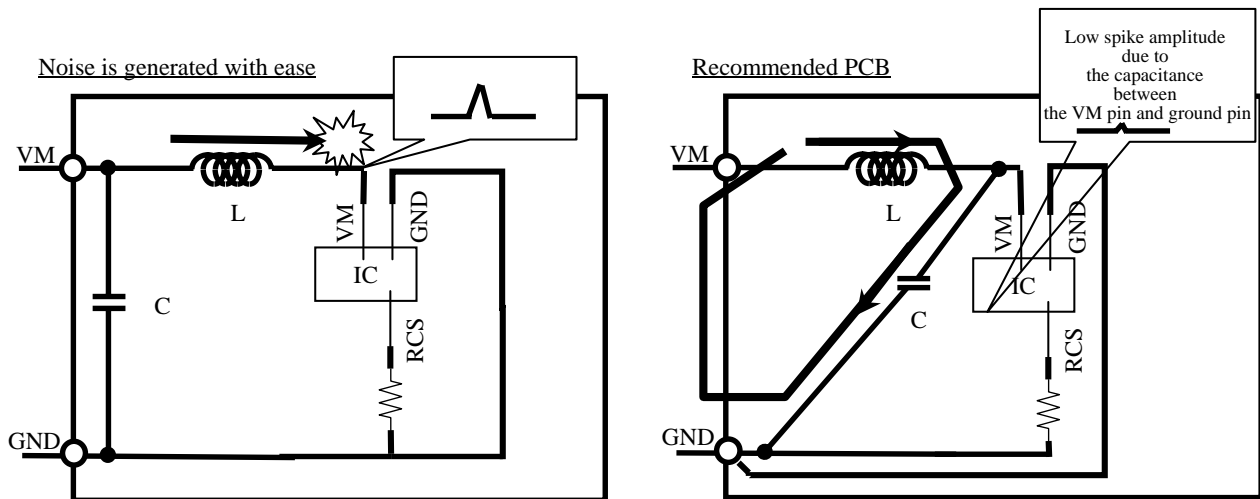 Noise is generated with ease
VM
L
VM
GND
IC
C
RCS
GND
Recommended PCB
Low spike amplitude
due to
the capacitance
between
the VM pin and ground pin
VM
L
VM
GND
IC
C
RCS
GND